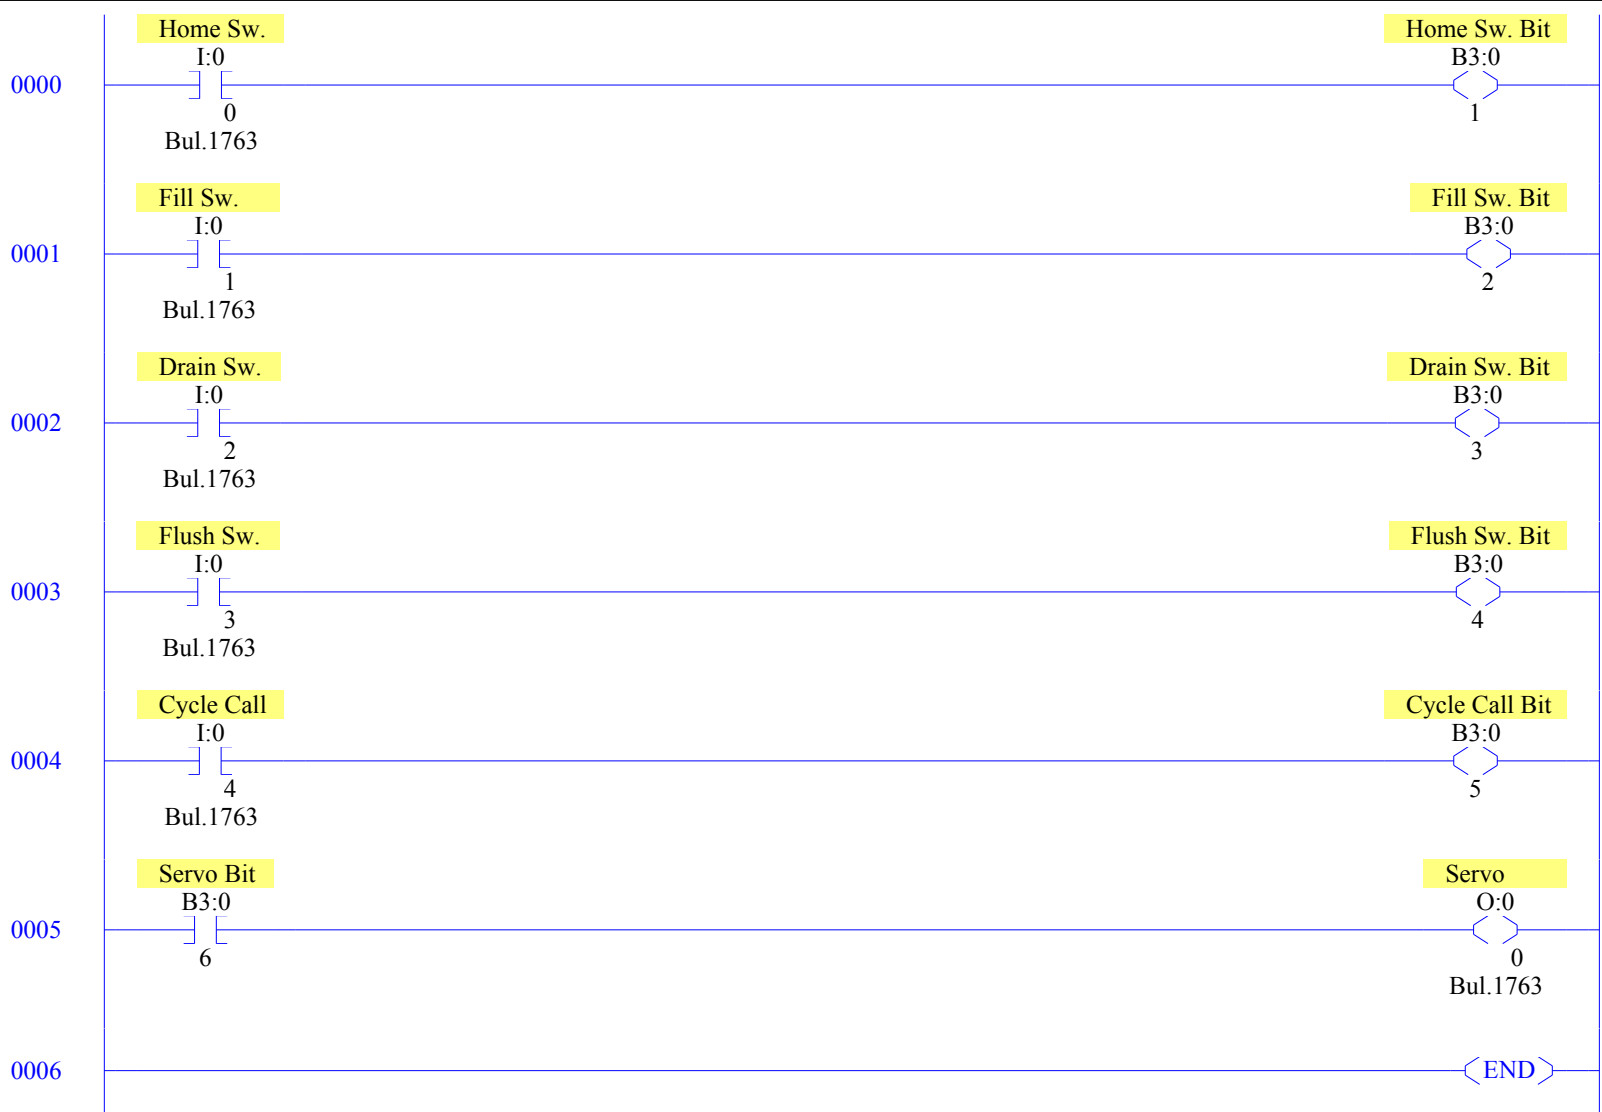 Home Sw. Home Sw. Bit
I:0 B3:0
0000
0 1
Bul.1763
Fill Sw. Fill Sw. Bit
I:0 B3:0
0001
1 2
Bul.1763
Drain Sw. Drain Sw. Bit
I:0 B3:0
0002
2 3
Bul.1763
Flush Sw. Flush Sw. Bit
I:0 B3:0
0003
3 4
Bul.1763
Cycle Call Cycle Call Bit
I:0 B3:0
0004
4 5
Bul.1763
Servo Bit Servo
B3:0 O:0
0005
6 0
Bul.1763
0006 END